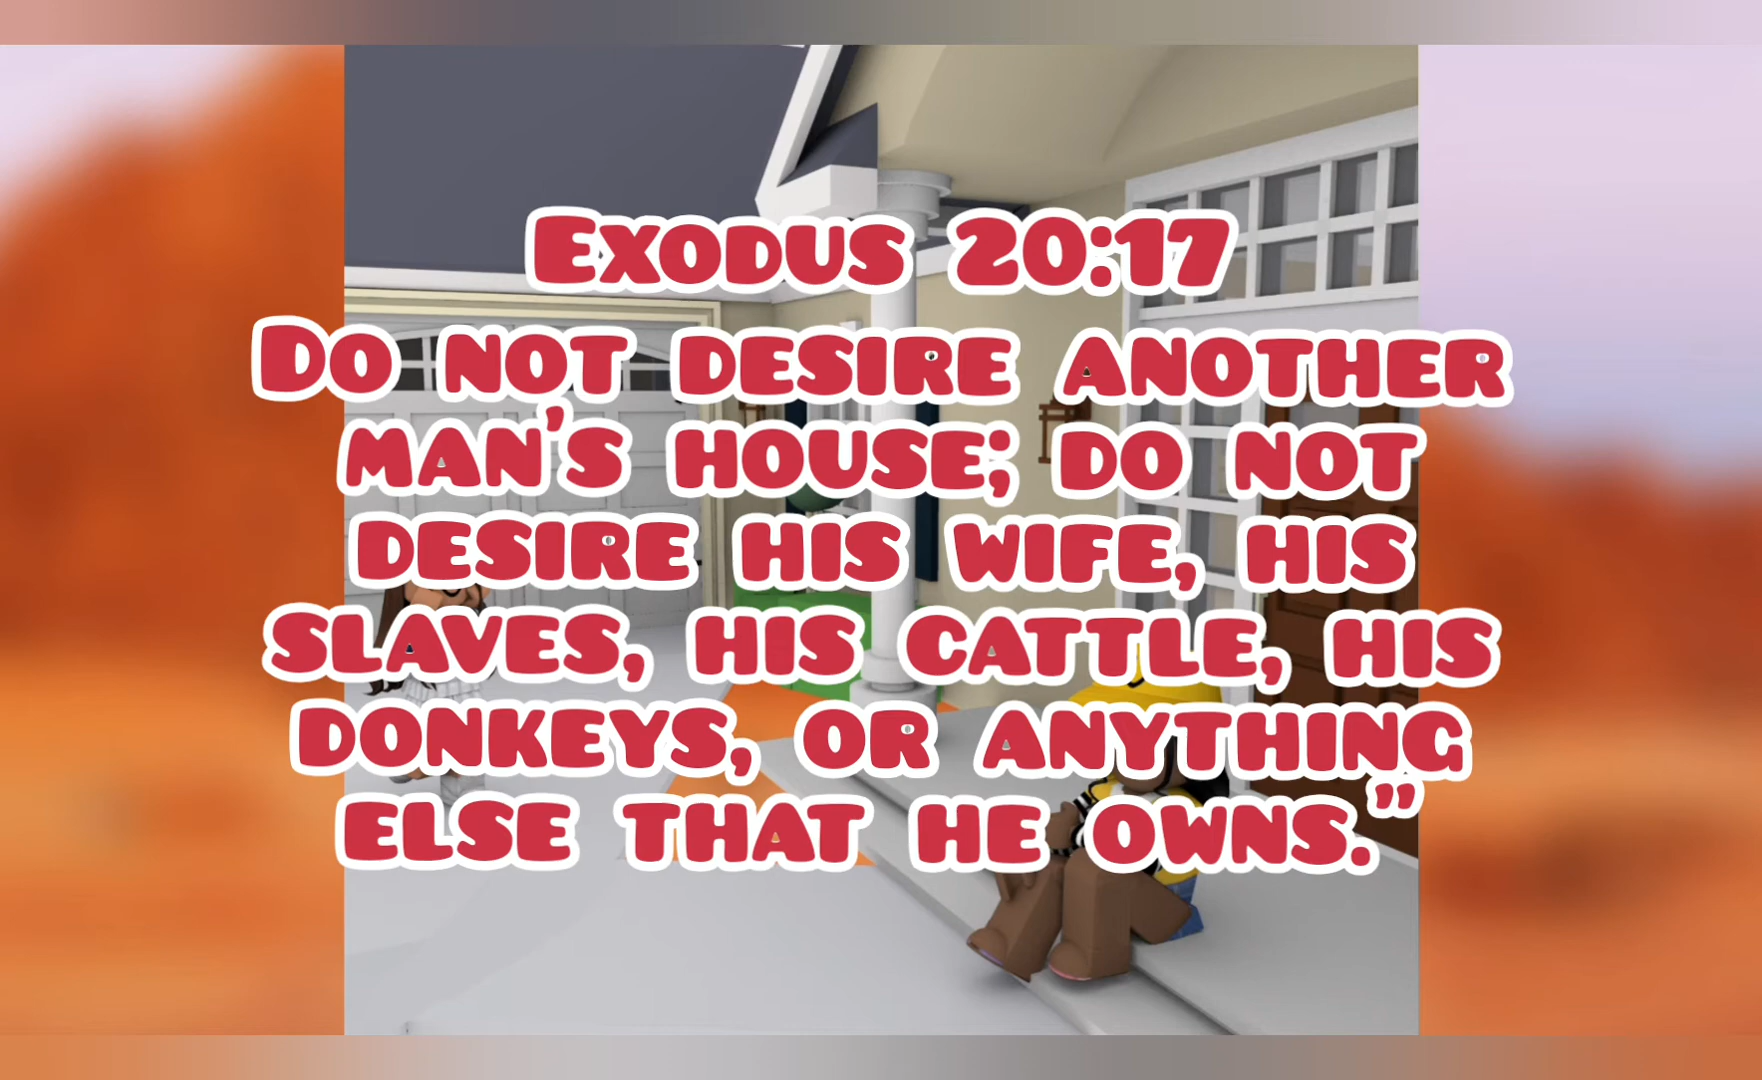 Exodus 20:17
Do not desire another
man's house; do not
desire his wife, his
slaves, his cattle, his
donkeys, or anything
else that he owns.”